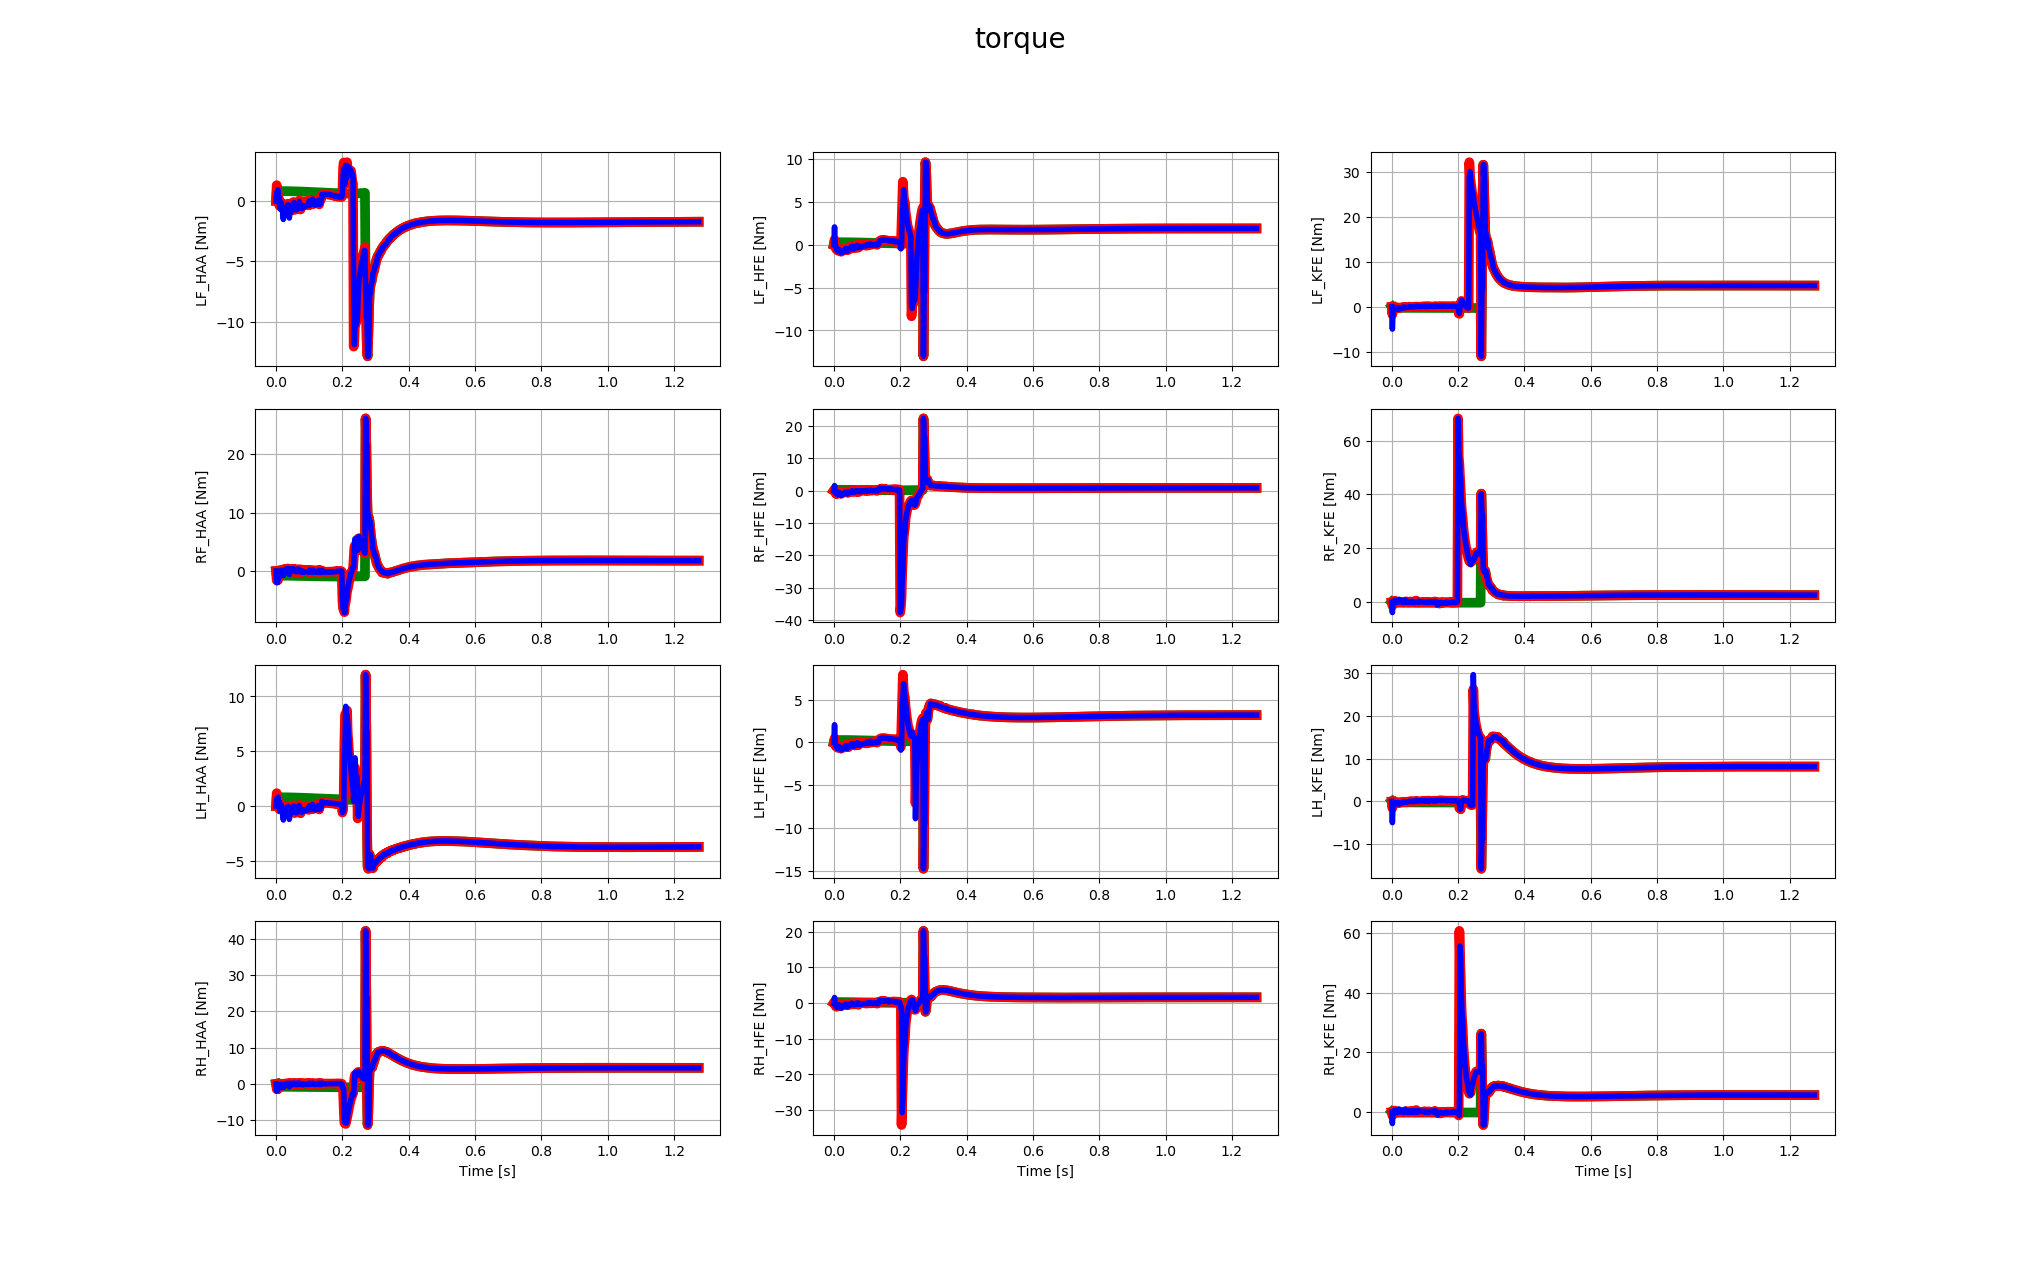 torque
LF_HAA [Nm]
0
−5
−10
0.0 0.2 0.4 0.6 0.8 1.0 1.2
LF_HFE [Nm]
10
5
0
−5
−10
0.0 0.2 0.4 0.6 0.8 1.0 1.2
LF_KFE [Nm]
30
20
10
0
−10
0.0 0.2 0.4 0.6 0.8 1.0 1.2
RF_HAA [Nm]
20
10
0
0.0 0.2 0.4 0.6 0.8 1.0 1.2
RF_HFE [Nm]
20
10
0
−10
−20
−30
−40
0.0 0.2 0.4 0.6 0.8 1.0 1.2
RF_KFE [Nm]
60
40
20
0
0.0 0.2 0.4 0.6 0.8 1.0 1.2
LH_HAA [Nm]
10
5
0
−5
0.0 0.2 0.4 0.6 0.8 1.0 1.2
LH_HFE [Nm]
5
0
−5
−10
−15
0.0 0.2 0.4 0.6 0.8 1.0 1.2
LH_KFE [Nm]
30
20
10
0
−10
0.0 0.2 0.4 0.6 0.8 1.0 1.2
RH_HAA [Nm]
40
30
20
10
0
−10
0.0 0.2 0.4 0.6 0.8 1.0 1.2
Time [s]
RH_HFE [Nm]
20
10
0
−10
−20
−30
0.0 0.2 0.4 0.6 0.8 1.0 1.2
Time [s]
RH_KFE [Nm]
60
40
20
0
0.0 0.2 0.4 0.6 0.8 1.0 1.2
Time [s]